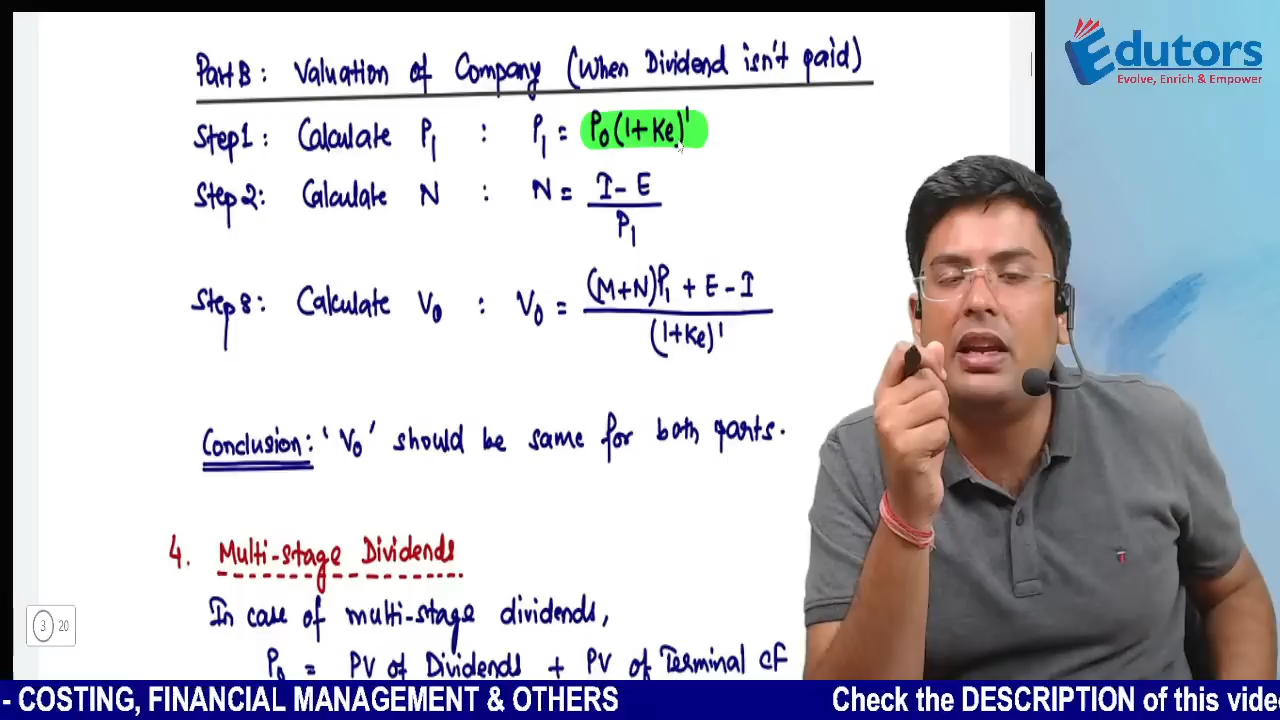 Part B: Valuation of Company (When Dividend isn't paid)
Step 1: Calculate P₁ : P₁ = P₀(1+Ke)¹
Step 2: Calculate N : N = I - E / P₁
Step 3: Calculate V₀ : V₀ = (M+N)P₁ + E - I / (1+Ke)¹
Conclusion: 'V₀' should be same for both parts.
4. Multi-stage Dividends
In case of multi-stage dividends,
P₀ = PV of Dividends + PV of Terminal CF
3 20
Edutors
Evolve, Enrich & Empower
- COSTING, FINANCIAL MANAGEMENT & OTHERS
Check the DESCRIPTION of this vide